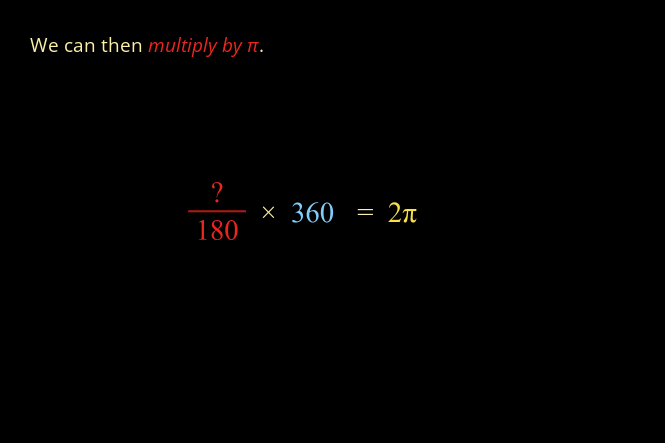 We can then multiply by π.
?
180
× 360 = 2π